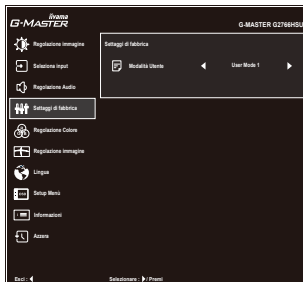 iiyama
G-MASTER
G-MASTER G2766HSU
Regolazione immagine
Selezione input
Regolazione Audio
Settaggi di fabbrica
Regolazione Colore
Regolazione immagine
Lingua
Setup Menù
Informazioni
Azzera
Settaggi di fabbrica
Modalità Utente
User Mode 1
Esci :
Selezionare : / Premi